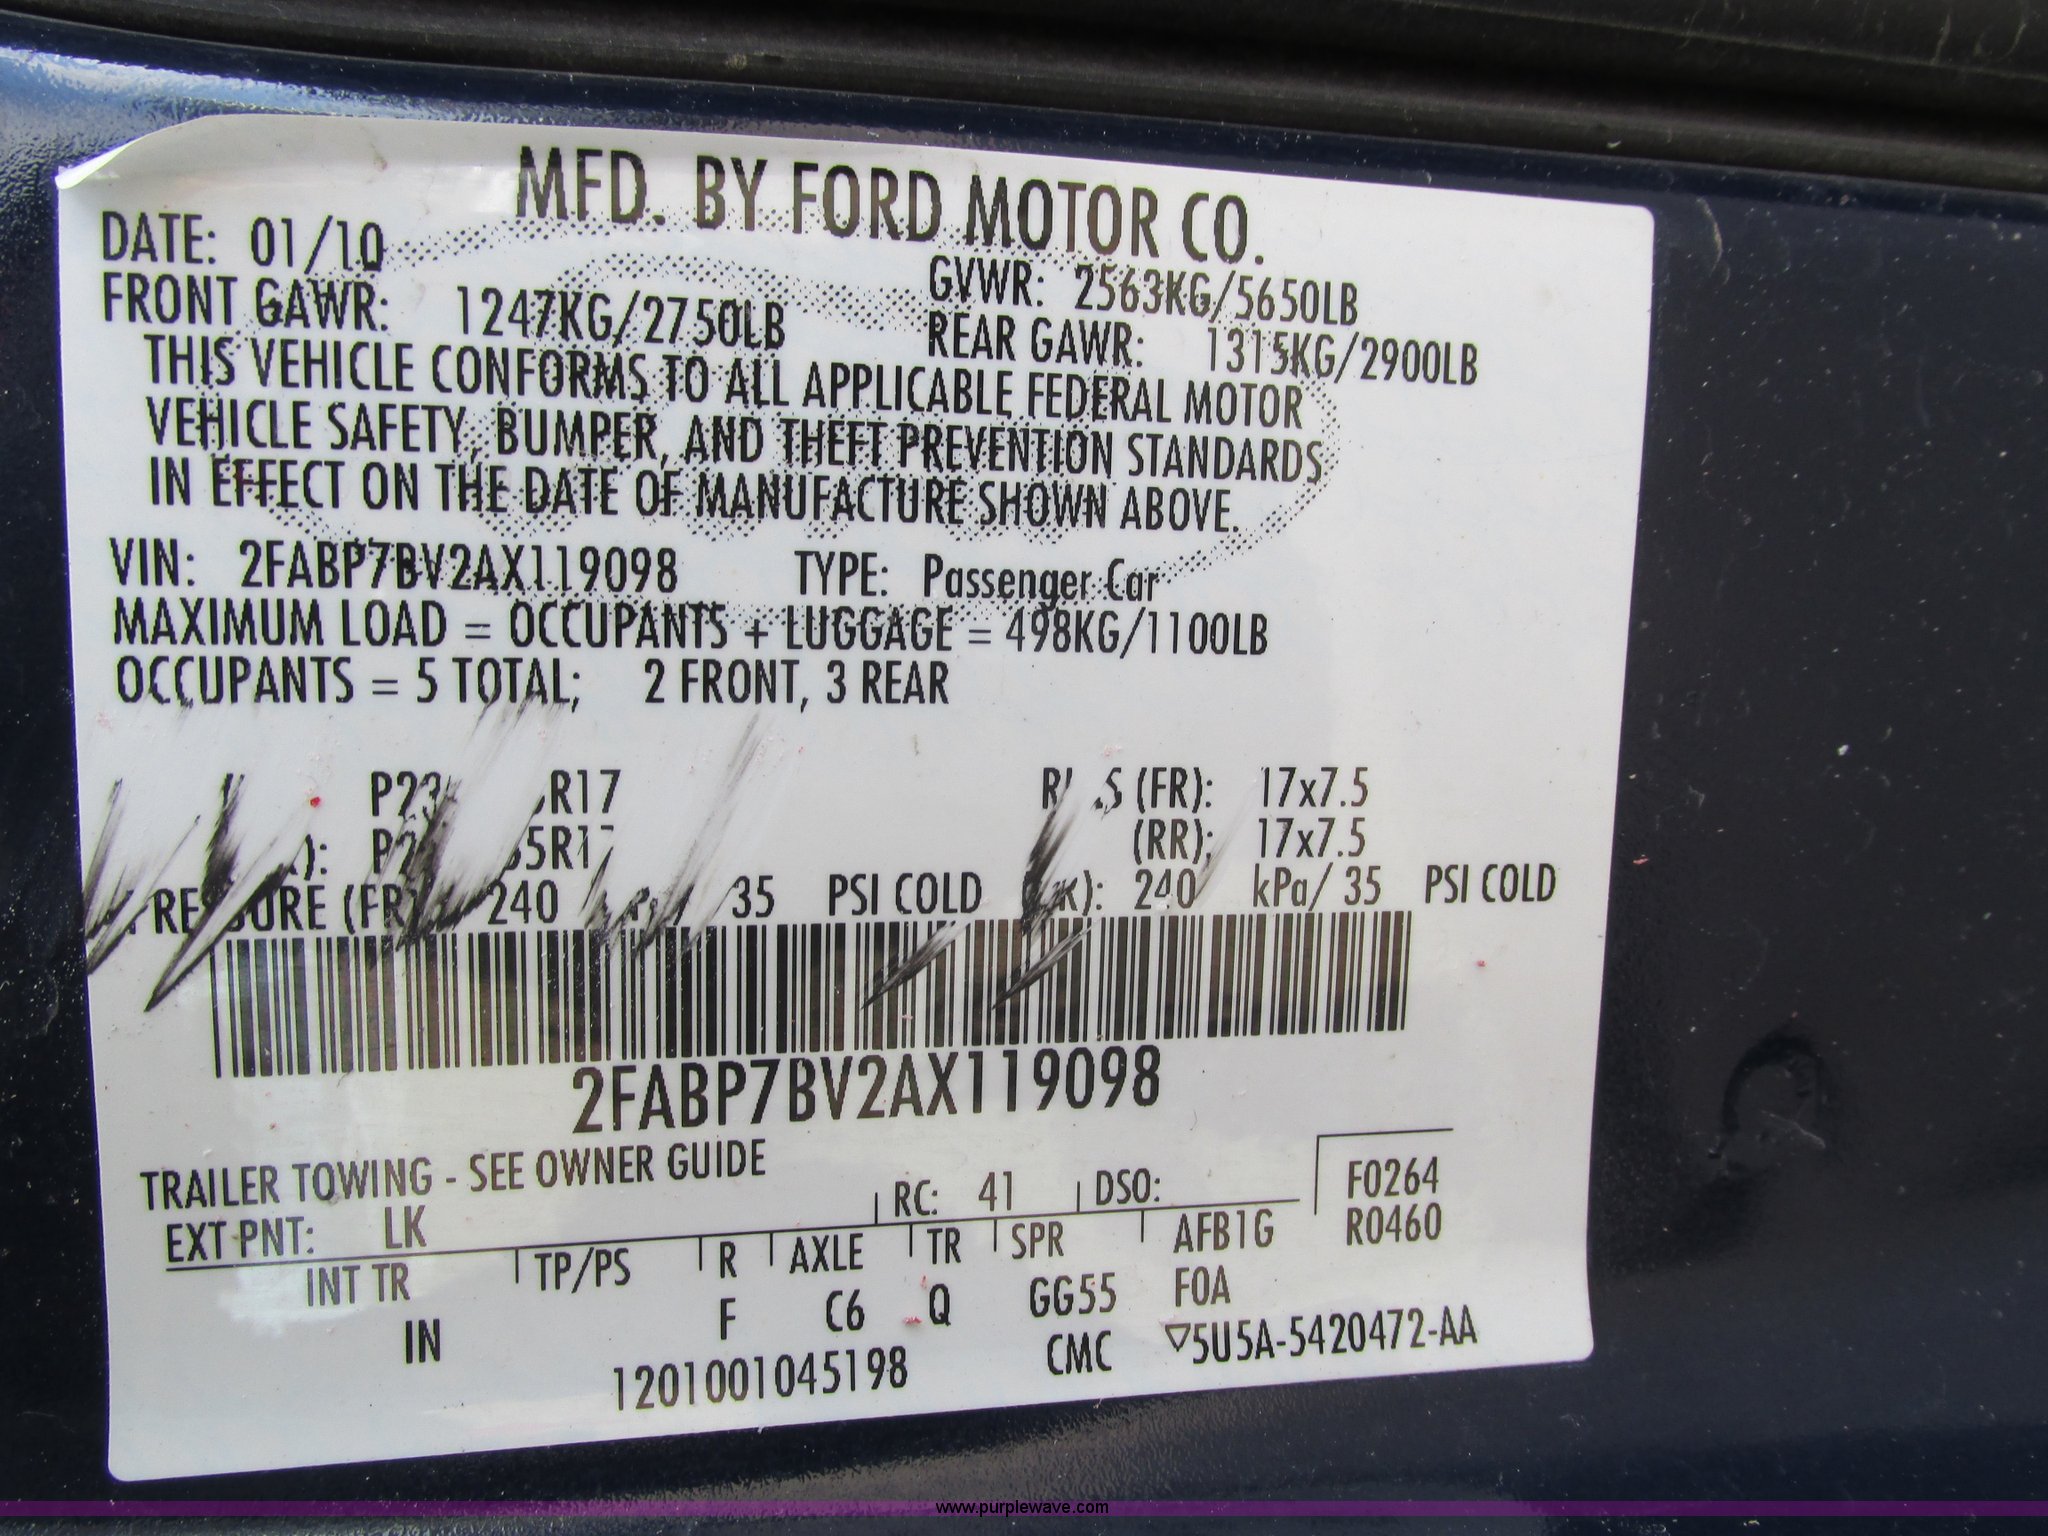 MFD. BY FORD MOTOR CO.
DATE: 01/10 GVWR: 2563KG/5650LB
FRONT GAWR: 1247KG/2750LB REAR GAWR: 1315KG/2900LB
THIS VEHICLE CONFORMS TO ALL APPLICABLE FEDERAL MOTOR
VEHICLE SAFETY, BUMPER, AND THEFT PREVENTION STANDARDS
IN EFFECT ON THE DATE OF MANUFACTURE SHOWN ABOVE.
VIN: 2FABP7BV2AX119098 TYPE: Passenger Car
MAXIMUM LOAD = OCCUPANTS + LUGGAGE = 498KG/1100LB
OCCUPANTS = 5 TOTAL; 2 FRONT, 3 REAR
(FR): 17x7.5
(RR): 17x7.5
PRESSURE (FR) 240 35 PSI COLD 240 kPa/ 35 PSI COLD
2FABP7BV2AX119098
TRAILER TOWING - SEE OWNER GUIDE
EXT PNT: LK RC: 41 DSO: F0264
R0460
INT TR TP/PS R AXLE TR SPR AFB1G
IN F C6 Q GG55 FOA
1201001045198 CMC ▽5U5A-5420472-AA
www.purplewave.com